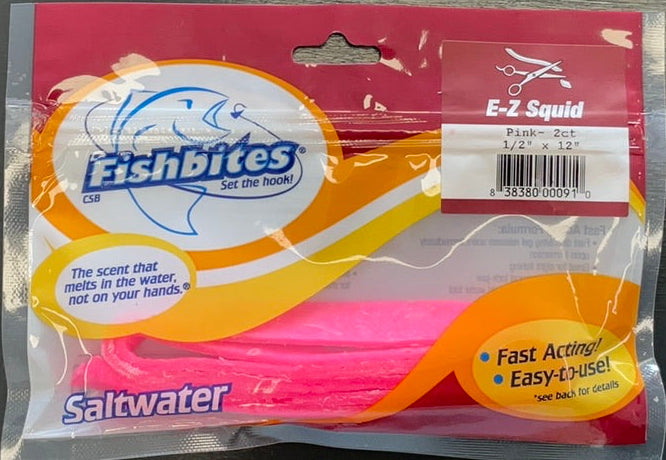 E-Z Squid
Pink- 2ct
1/2" x 12"
8 38380 00091 0
Fishbites®
Set the hook!
CSB
The scent that
melts in the water,
not on your hands.®
Fast Acting!
Easy-to-use!
*see back for details
Saltwater